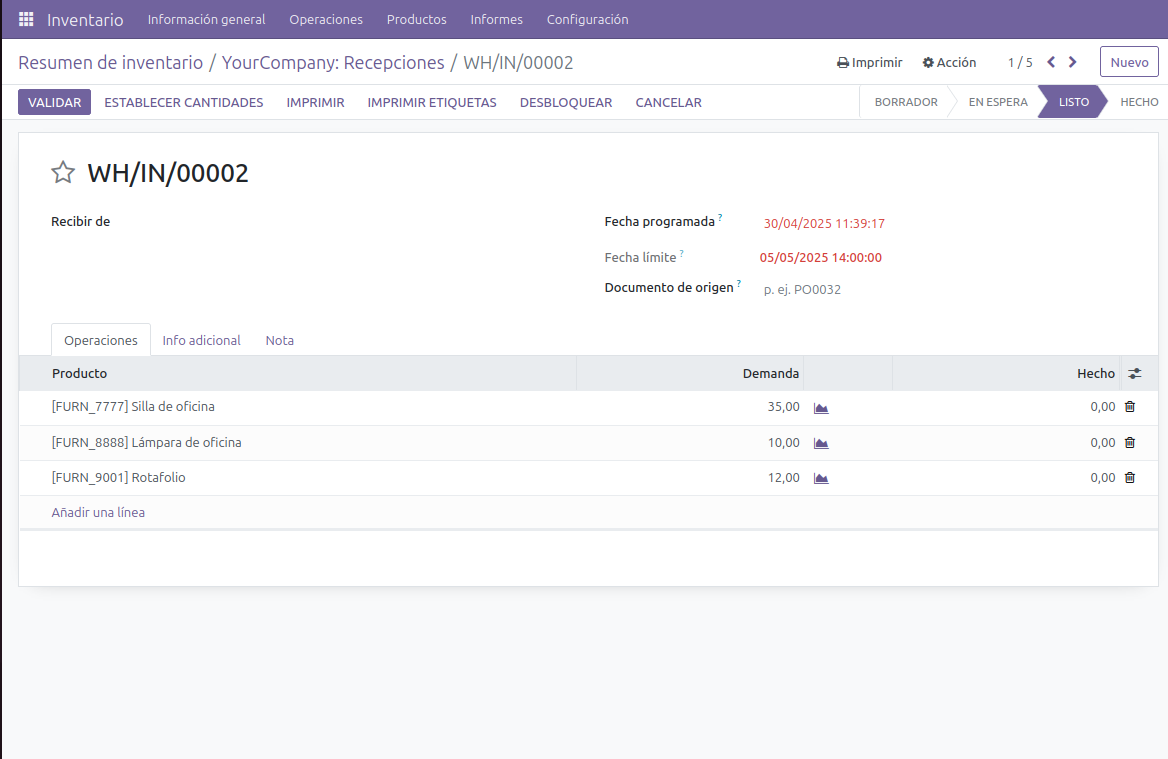 Inventario Información general Operaciones Productos Informes Configuración
Resumen de inventario / YourCompany: Recepciones / WH/IN/00002 Imprimir Acción 1 / 5 Nuevo
VALIDAR ESTABLECER CANTIDADES IMPRIMIR IMPRIMIR ETIQUETAS DESBLOQUEAR CANCELAR BORRADOR EN ESPERA LISTO HECHO
WH/IN/00002
Recibir de Fecha programada ? 30/04/2025 11:39:17
Fecha límite ? 05/05/2025 14:00:00
Documento de origen ? p. ej. PO0032
Operaciones Info adicional Nota
Producto Demanda Hecho
[FURN_7777] Silla de oficina 35,00 0,00
[FURN_8888] Lámpara de oficina 10,00 0,00
[FURN_9001] Rotafolio 12,00 0,00
Añadir una línea